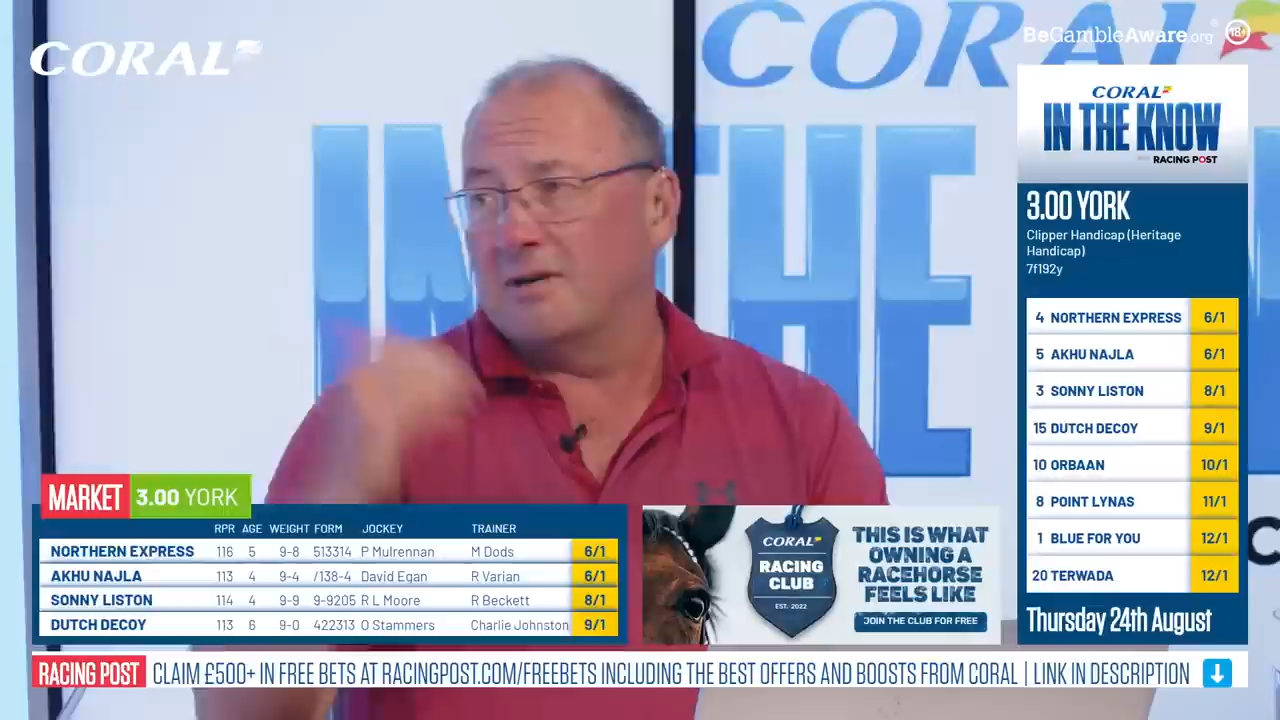 CORAL
CORAL
BeGambleAware.org® 18+
IN THE
CORAL
IN THE KNOW
RACING POST
3.00 YORK
Clipper Handicap (Heritage
Handicap)
7f192y
4 NORTHERN EXPRESS 6/1
5 AKHU NAJLA 6/1
3 SONNY LISTON 8/1
15 DUTCH DECOY 9/1
10 ORBAAN 10/1
8 POINT LYNAS 11/1
1 BLUE FOR YOU 12/1
20 TERWADA 12/1
Thursday 24th August
MARKET 3.00 YORK
RPR AGE WEIGHT FORM JOCKEY TRAINER
NORTHERN EXPRESS 116 5 9-8 513314 P Mulrennan M Dods 6/1
AKHU NAJLA 113 4 9-4 /138-4 David Egan R Varian 6/1
SONNY LISTON 114 4 9-9 9-9205 R L Moore R Beckett 8/1
DUTCH DECOY 113 6 9-0 422313 O Stammers Charlie Johnston 9/1
CORAL
RACING
CLUB
EST. 2022
THIS IS WHAT
OWNING A
RACEHORSE
FEELS LIKE
JOIN THE CLUB FOR FREE
RACING POST CLAIM £500+ IN FREE BETS AT RACINGPOST.COM/FREEBETS INCLUDING THE BEST OFFERS AND BOOSTS FROM CORAL | LINK IN DESCRIPTION